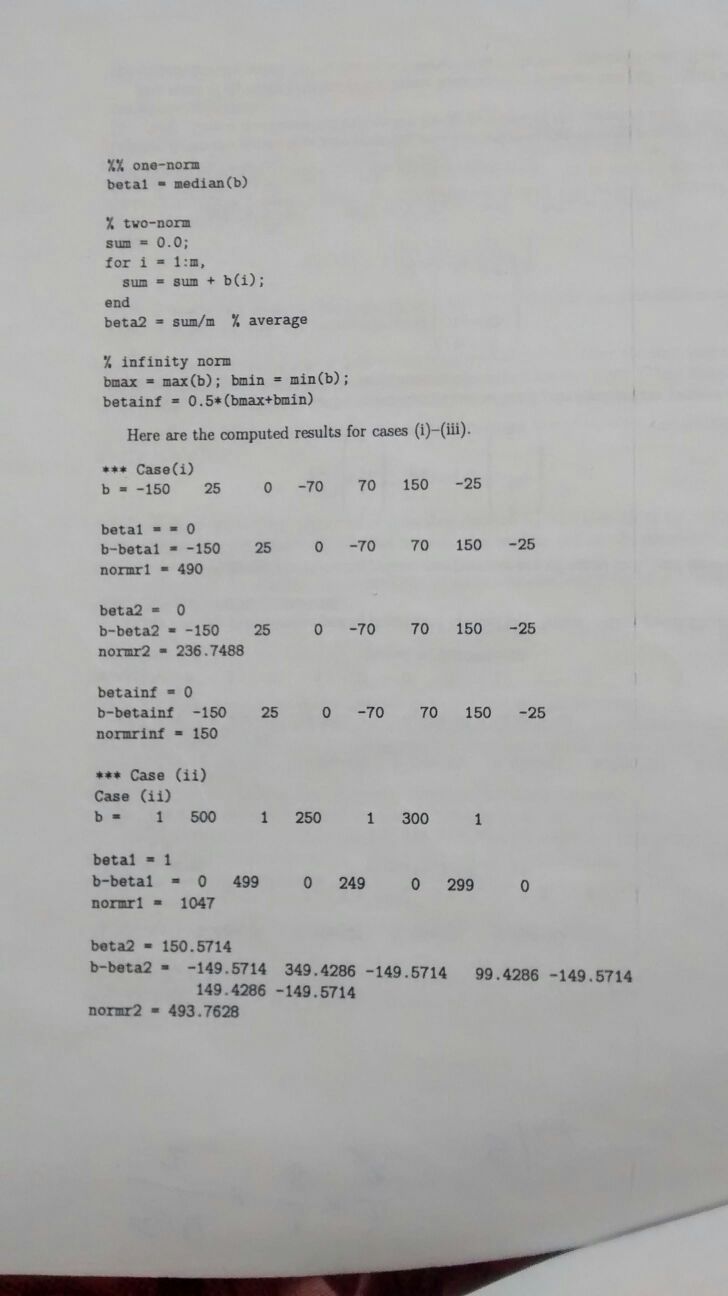 %% one-norm
beta1 = median(b)
% two-norm
sum = 0.0;
for i = 1:m,
sum = sum + b(i);
end
beta2 = sum/m % average
% infinity norm
bmax = max(b); bmin = min(b);
betainf = 0.5*(bmax+bmin)
Here are the computed results for cases (i)–(iii).
*** Case(i)
b = -150 25 0 -70 70 150 -25
beta1 = = 0
b-beta1 = -150 25 0 -70 70 150 -25
normr1 = 490
beta2 = 0
b-beta2 = -150 25 0 -70 70 150 -25
normr2 = 236.7488
betainf = 0
b-betainf -150 25 0 -70 70 150 -25
normrinf = 150
*** Case (ii)
Case (ii)
b = 1 500 1 250 1 300 1
beta1 = 1
b-beta1 = 0 499 0 249 0 299 0
normr1 = 1047
beta2 = 150.5714
b-beta2 = -149.5714 349.4286 -149.5714 99.4286 -149.5714
149.4286 -149.5714
normr2 = 493.7628